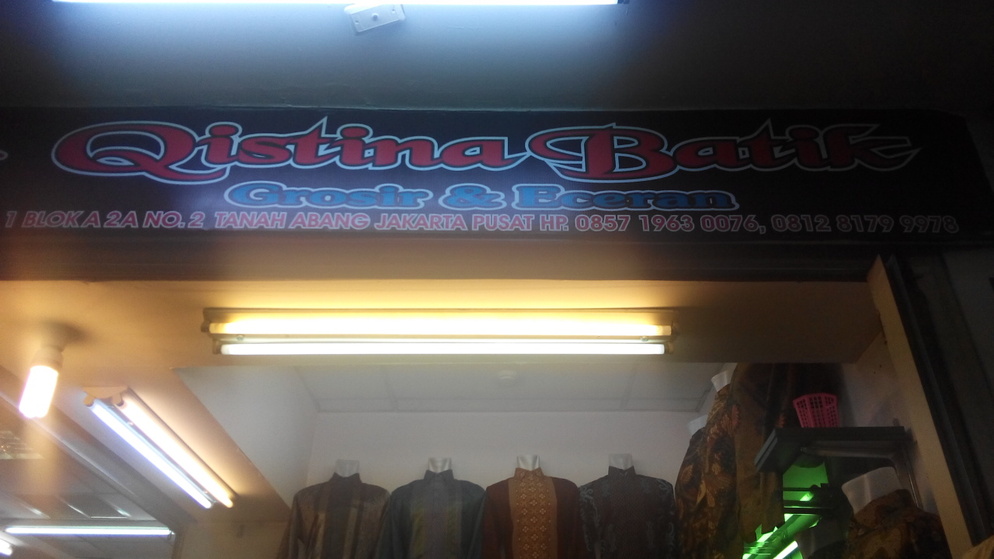 Qistina Batik
Grosir & Eceran
1 BLOK A 2A NO. 2, TANAH ABANG JAKARTA PUSAT HP. 0857 1963 0076, 0812 8179 9978